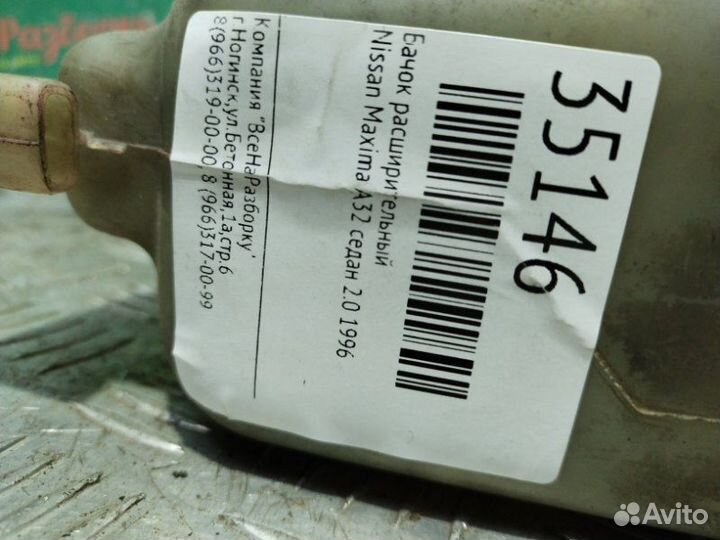 35146
Бачок расширительный
Nissan Maxima A32 седан 2.0 1996
Компания "ВсеНаРазборку"
г.Ногинск,ул.Бетонная,1а,стр.6
8(966)319-00-00, 8(966)317-00-99
Avito